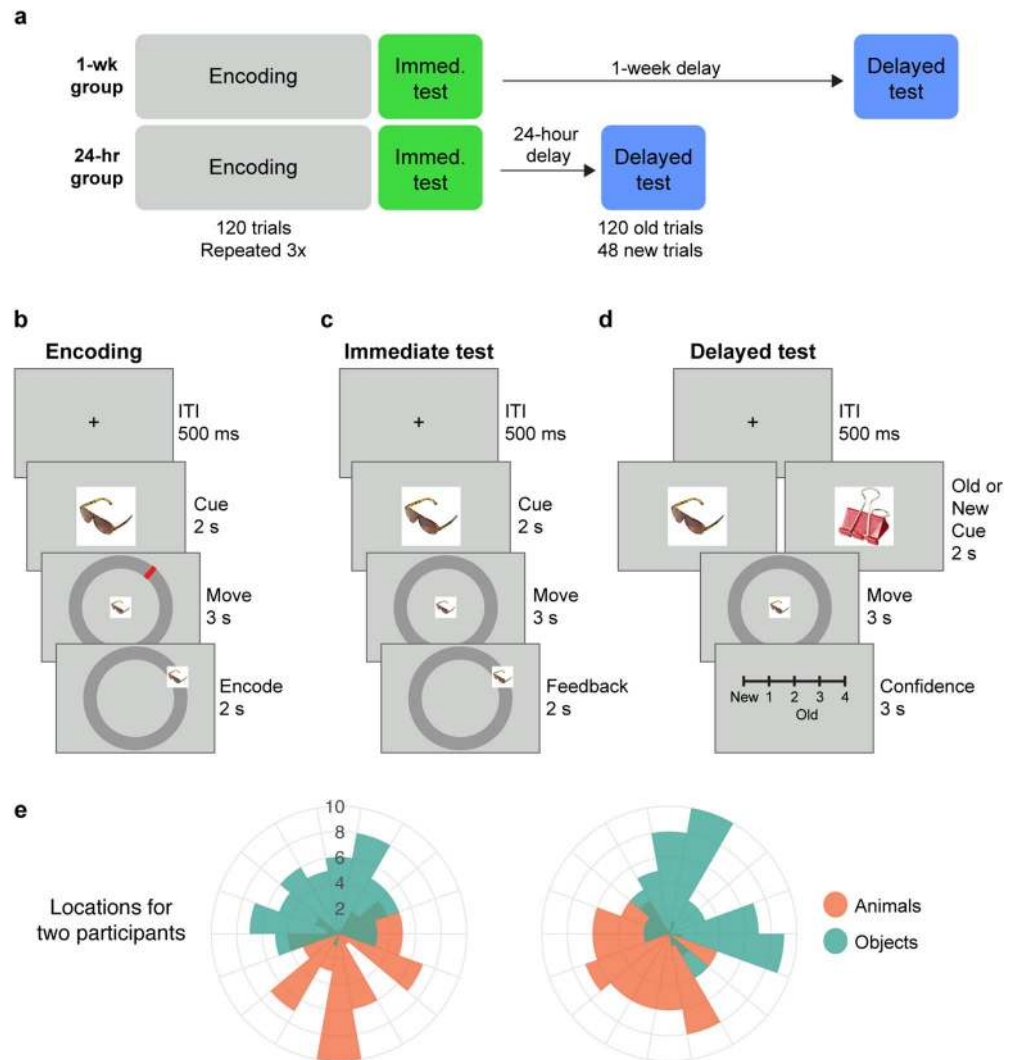 a
1-wk
group
Encoding
Immed.
test
1-week delay
Delayed
test
24-hr
group
Encoding
Immed.
test
24-hour
delay
Delayed
test
120 trials
Repeated 3x
120 old trials
48 new trials
b
Encoding
+
ITI
500 ms
Cue
2 s
Move
3 s
Encode
2 s
c
Immediate test
+
ITI
500 ms
Cue
2 s
Move
3 s
Feedback
2 s
d
Delayed test
+
ITI
500 ms
Old or
New
Cue
2 s
Move
3 s
New 1 2 3 4
Old
Confidence
3 s
e
Locations for
two participants
10
8
6
4
2
Animals
Objects